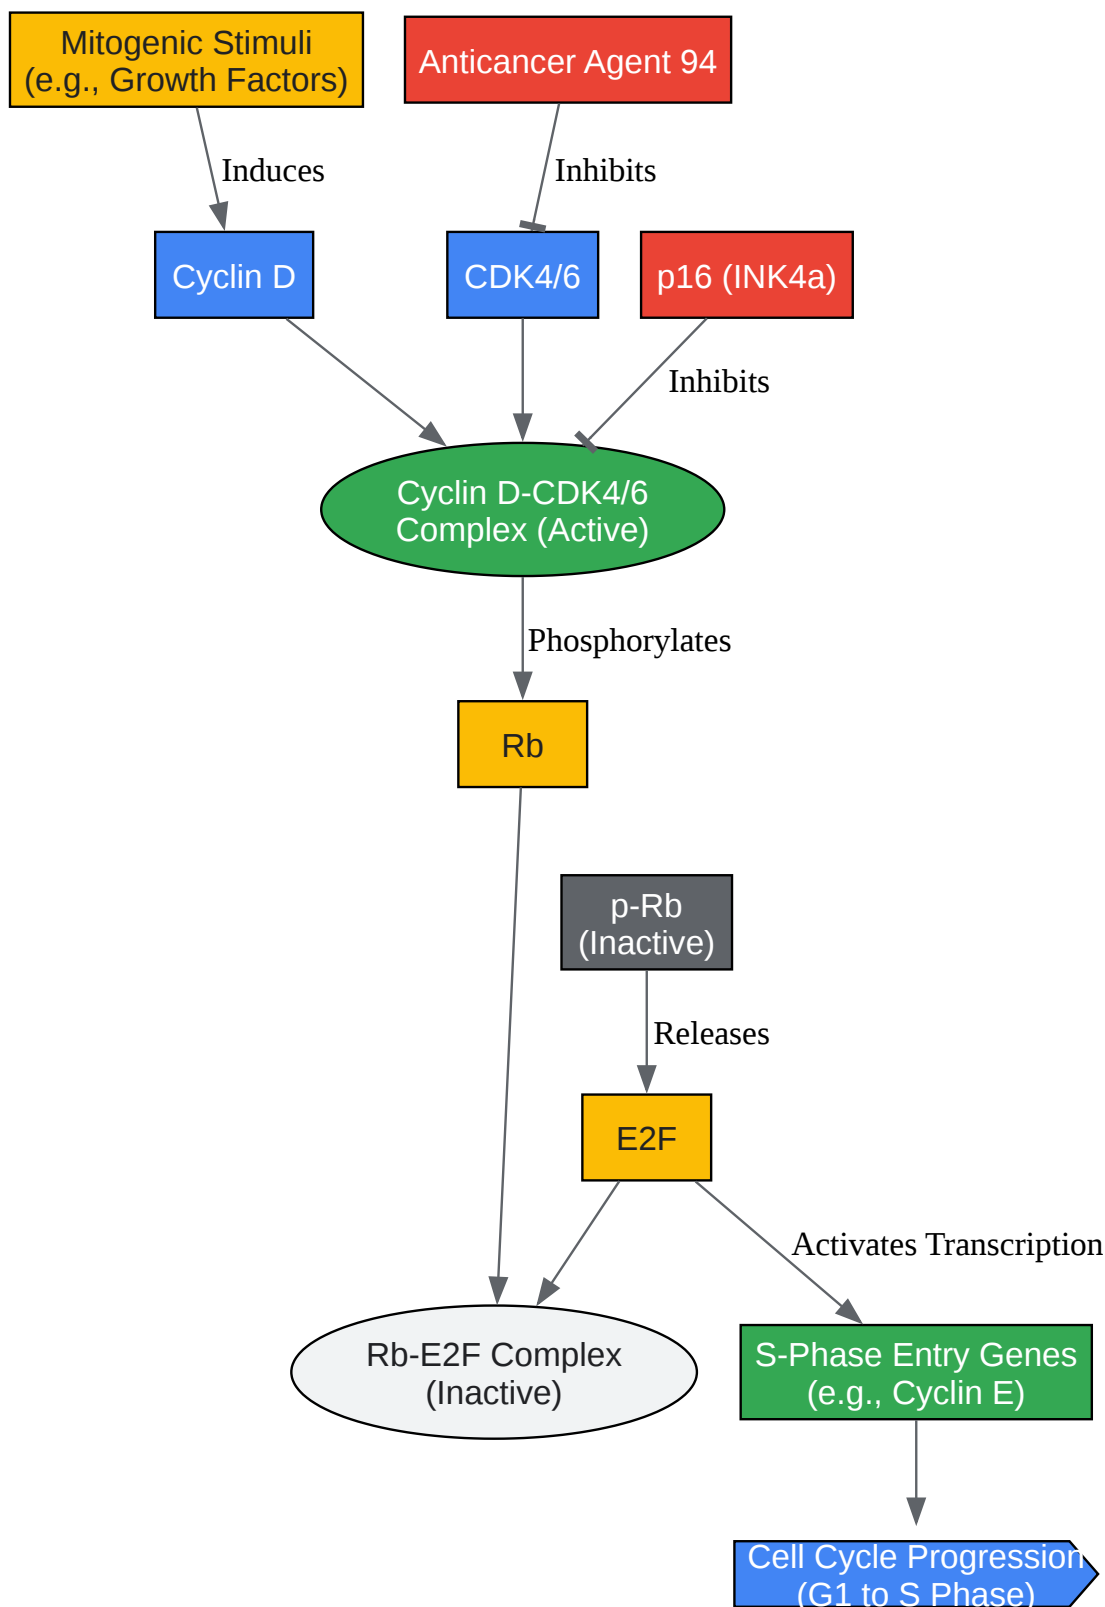 Mitogenic Stimuli
(e.g., Growth Factors)
Anticancer Agent 94
Induces
Inhibits
Cyclin D
CDK4/6
p16 (INK4a)
Inhibits
Cyclin D-CDK4/6
Complex (Active)
Phosphorylates
Rb
p-Rb
(Inactive)
Releases
E2F
Activates Transcription
Rb-E2F Complex
(Inactive)
S-Phase Entry Genes
(e.g., Cyclin E)
Cell Cycle Progression
(G1 to S Phase)